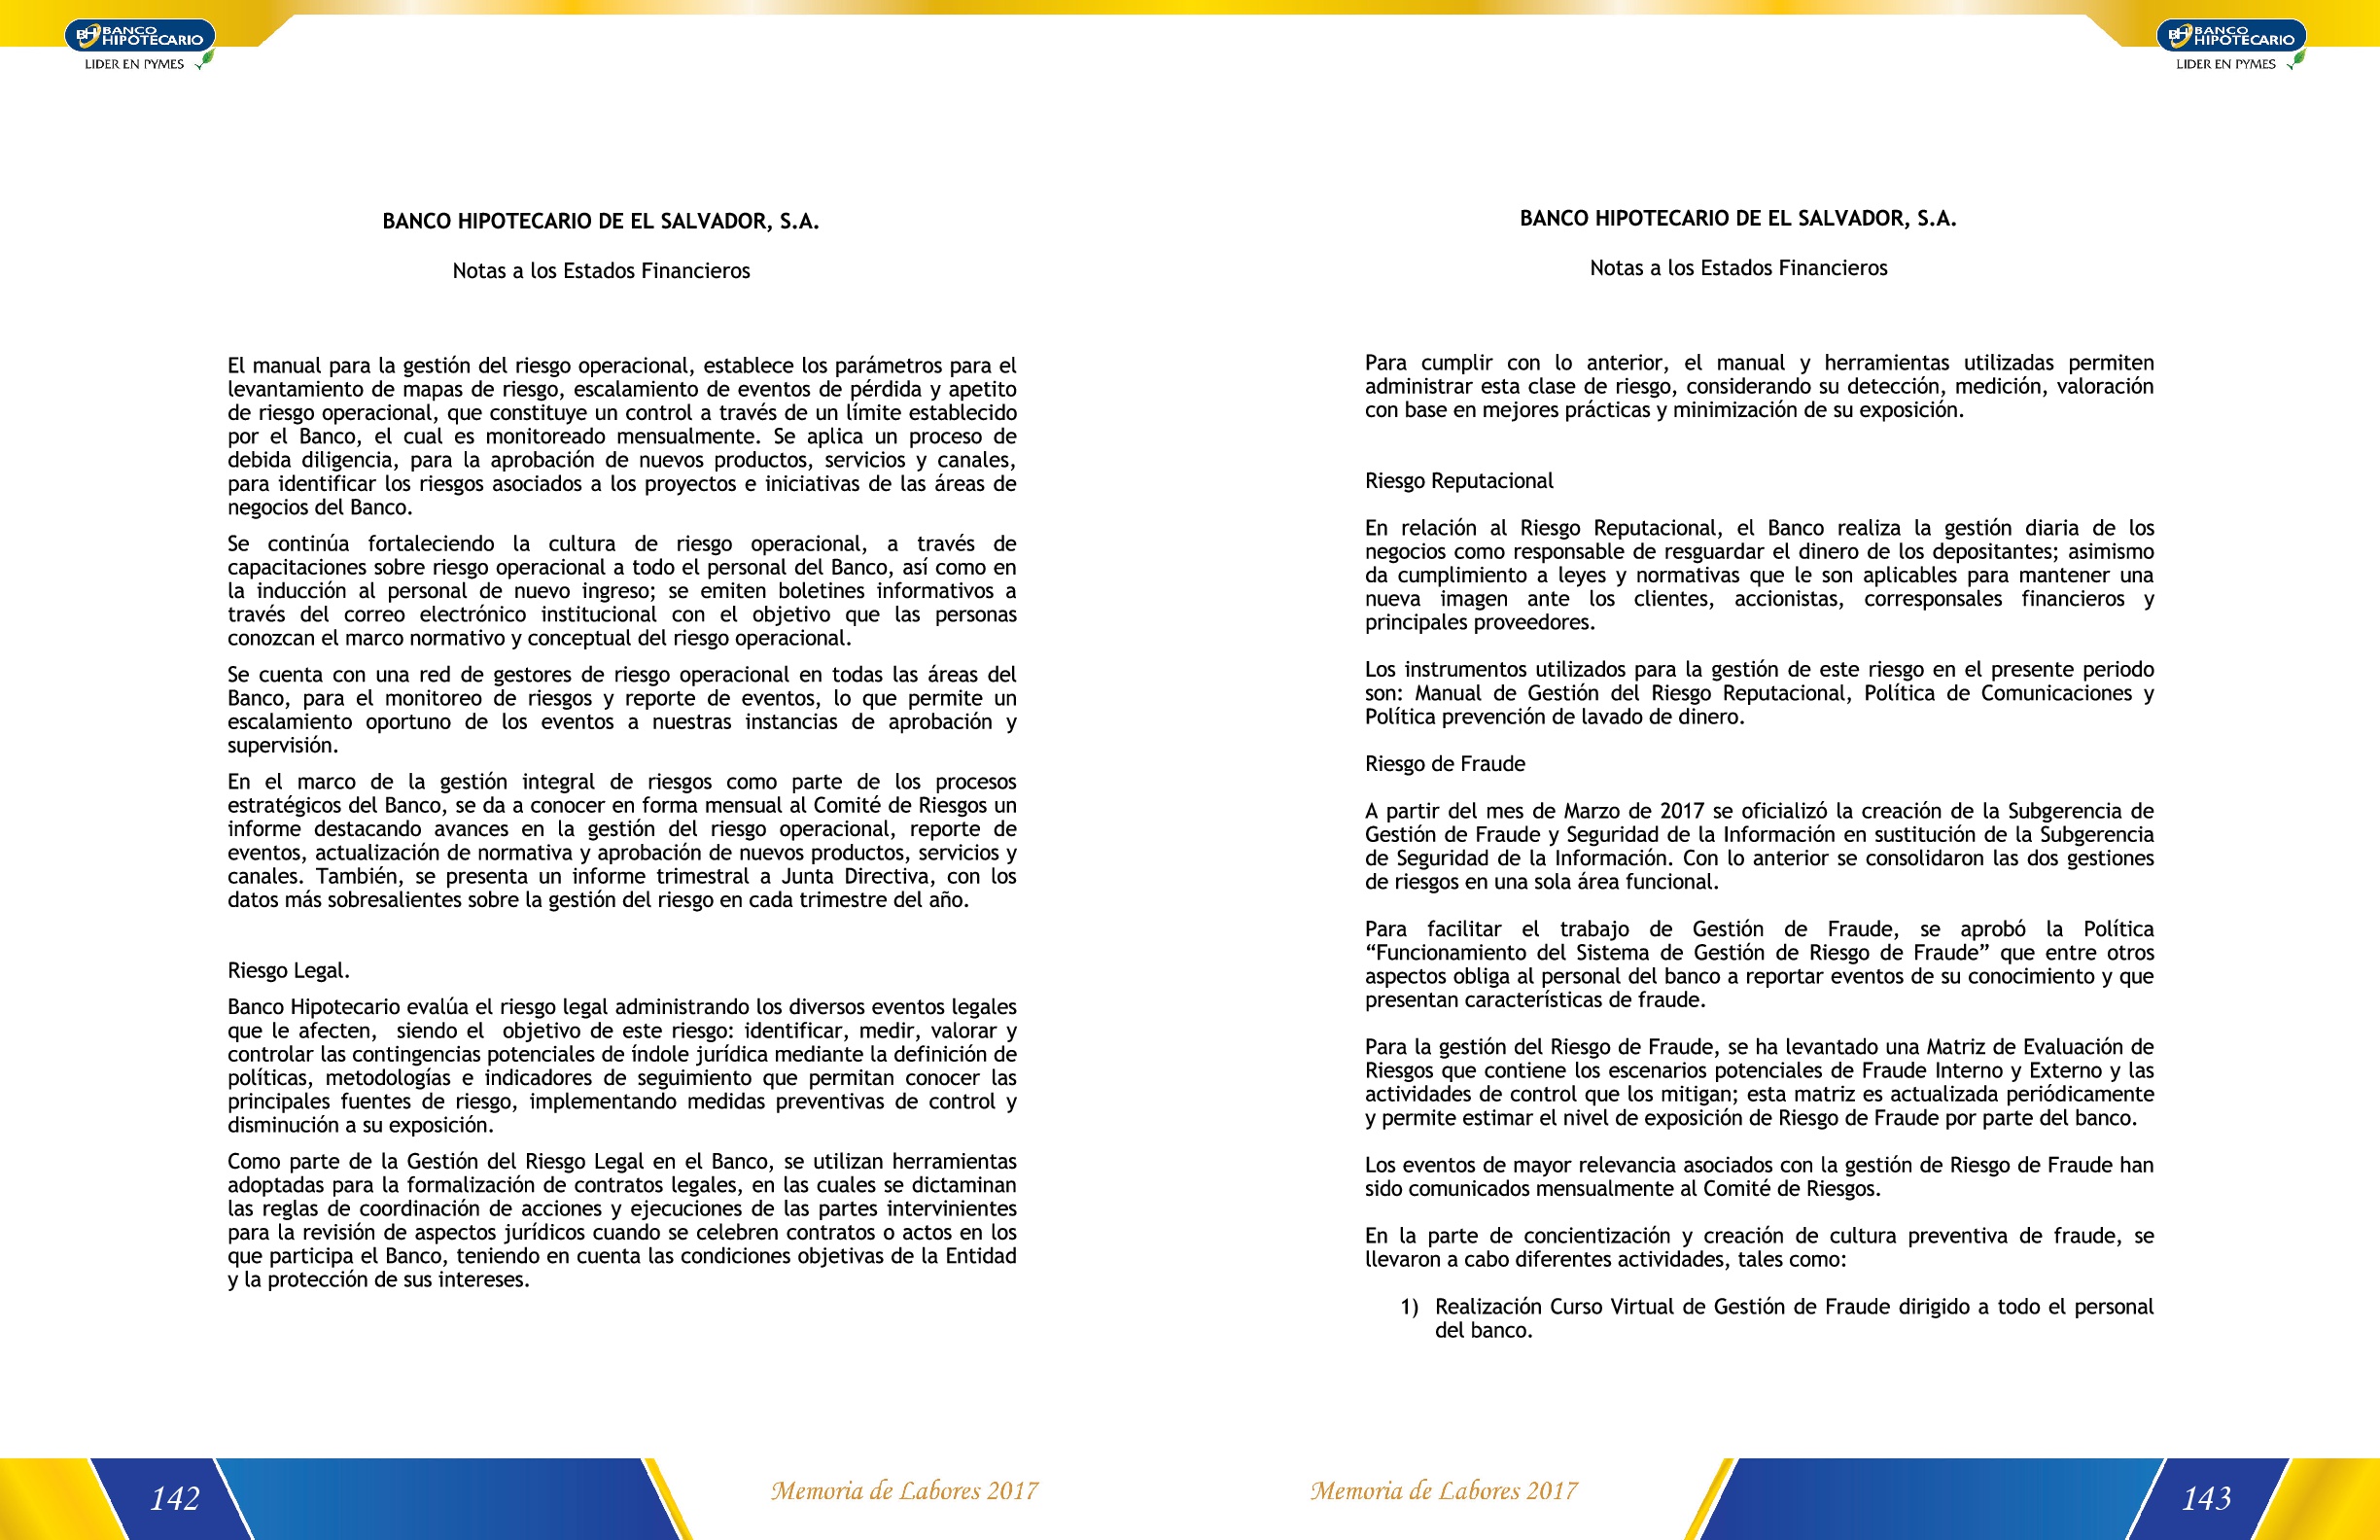 BANCO
HIPOTECARIO
LIDER EN PYMES
BANCO HIPOTECARIO DE EL SALVADOR, S.A.
Notas a los Estados Financieros
El manual para la gestión del riesgo operacional, establece los parámetros para el
levantamiento de mapas de riesgo, escalamiento de eventos de pérdida y apetito
de riesgo operacional, que constituye un control a través de un límite establecido
por el Banco, el cual es monitoreado mensualmente. Se aplica un proceso de
debida diligencia, para la aprobación de nuevos productos, servicios y canales,
para identificar los riesgos asociados a los proyectos e iniciativas de las áreas de
negocios del Banco.
Se continúa fortaleciendo la cultura de riesgo operacional, a través de
capacitaciones sobre riesgo operacional a todo el personal del Banco, así como en
la inducción al personal de nuevo ingreso; se emiten boletines informativos a
través del correo electrónico institucional con el objetivo que las personas
conozcan el marco normativo y conceptual del riesgo operacional.
Se cuenta con una red de gestores de riesgo operacional en todas las áreas del
Banco, para el monitoreo de riesgos y reporte de eventos, lo que permite un
escalamiento oportuno de los eventos a nuestras instancias de aprobación y
supervisión.
En el marco de la gestión integral de riesgos como parte de los procesos
estratégicos del Banco, se da a conocer en forma mensual al Comité de Riesgos un
informe destacando avances en la gestión del riesgo operacional, reporte de
eventos, actualización de normativa y aprobación de nuevos productos, servicios y
canales. También, se presenta un informe trimestral a Junta Directiva, con los
datos más sobresalientes sobre la gestión del riesgo en cada trimestre del año.
Riesgo Legal.
Banco Hipotecario evalúa el riesgo legal administrando los diversos eventos legales
que le afecten, siendo el objetivo de este riesgo: identificar, medir, valorar y
controlar las contingencias potenciales de índole jurídica mediante la definición de
políticas, metodologías e indicadores de seguimiento que permitan conocer las
principales fuentes de riesgo, implementando medidas preventivas de control y
disminución a su exposición.
Como parte de la Gestión del Riesgo Legal en el Banco, se utilizan herramientas
adoptadas para la formalización de contratos legales, en las cuales se dictaminan
las reglas de coordinación de acciones y ejecuciones de las partes intervinientes
para la revisión de aspectos jurídicos cuando se celebren contratos o actos en los
que participa el Banco, teniendo en cuenta las condiciones objetivas de la Entidad
y la protección de sus intereses.
142
Memoria de Labores 2017
BANCO
HIPOTECARIO
LIDER EN PYMES
BANCO HIPOTECARIO DE EL SALVADOR, S.A.
Notas a los Estados Financieros
Para cumplir con lo anterior, el manual y herramientas utilizadas permiten
administrar esta clase de riesgo, considerando su detección, medición, valoración
con base en mejores prácticas y minimización de su exposición.
Riesgo Reputacional
En relación al Riesgo Reputacional, el Banco realiza la gestión diaria de los
negocios como responsable de resguardar el dinero de los depositantes; asimismo
da cumplimiento a leyes y normativas que le son aplicables para mantener una
nueva imagen ante los clientes, accionistas, corresponsales financieros y
principales proveedores.
Los instrumentos utilizados para la gestión de este riesgo en el presente periodo
son: Manual de Gestión del Riesgo Reputacional, Política de Comunicaciones y
Política prevención de lavado de dinero.
Riesgo de Fraude
A partir del mes de Marzo de 2017 se oficializó la creación de la Subgerencia de
Gestión de Fraude y Seguridad de la Información en sustitución de la Subgerencia
de Seguridad de la Información. Con lo anterior se consolidaron las dos gestiones
de riesgos en una sola área funcional.
Para facilitar el trabajo de Gestión de Fraude, se aprobó la Política
“Funcionamiento del Sistema de Gestión de Riesgo de Fraude” que entre otros
aspectos obliga al personal del banco a reportar eventos de su conocimiento y que
presentan características de fraude.
Para la gestión del Riesgo de Fraude, se ha levantado una Matriz de Evaluación de
Riesgos que contiene los escenarios potenciales de Fraude Interno y Externo y las
actividades de control que los mitigan; esta matriz es actualizada periódicamente
y permite estimar el nivel de exposición de Riesgo de Fraude por parte del banco.
Los eventos de mayor relevancia asociados con la gestión de Riesgo de Fraude han
sido comunicados mensualmente al Comité de Riesgos.
En la parte de concientización y creación de cultura preventiva de fraude, se
llevaron a cabo diferentes actividades, tales como:
1) Realización Curso Virtual de Gestión de Fraude dirigido a todo el personal
del banco.
Memoria de Labores 2017
143